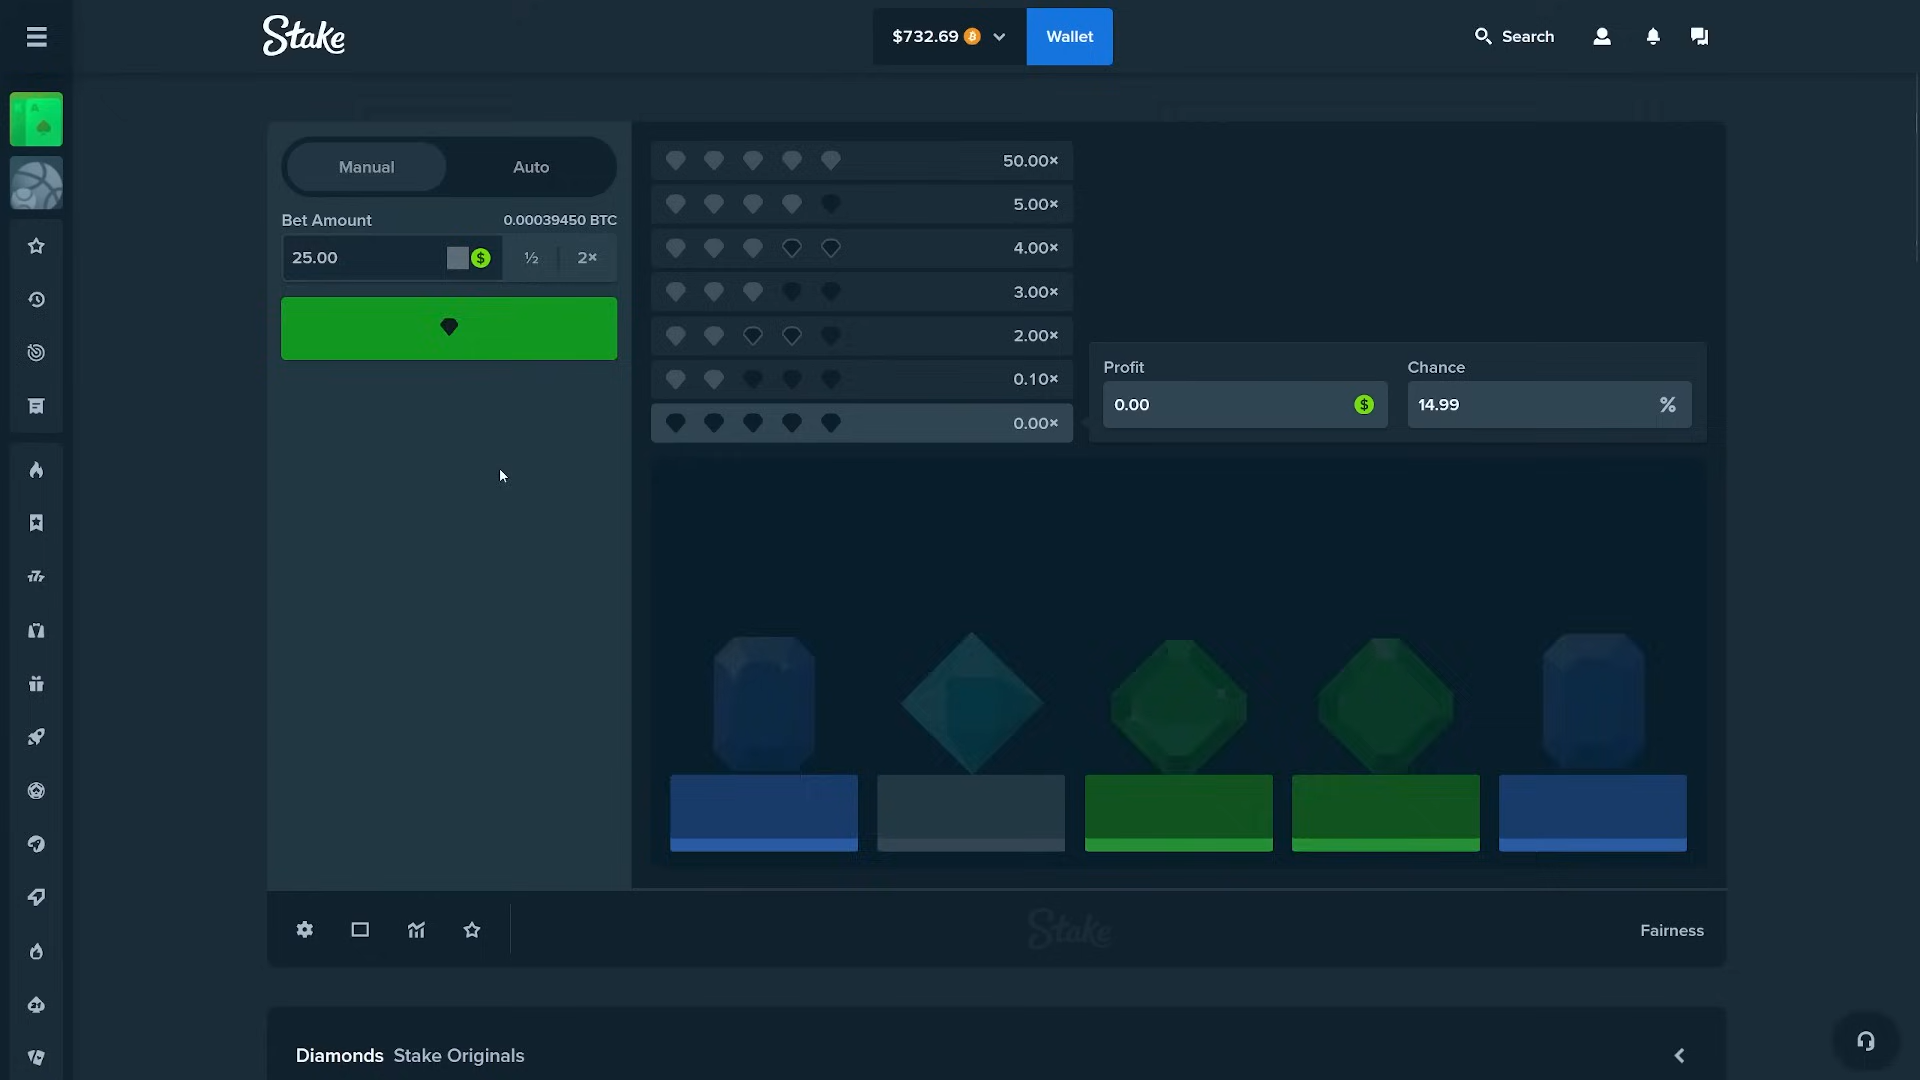 Stake
$732.69
Wallet
Search
Manual
Auto
Bet Amount
0.00039450 BTC
25.00
$
½
2×
50.00×
5.00×
4.00×
3.00×
2.00×
0.10×
0.00×
Profit
Chance
0.00
$
14.99
%
Stake
Fairness
Diamonds Stake Originals